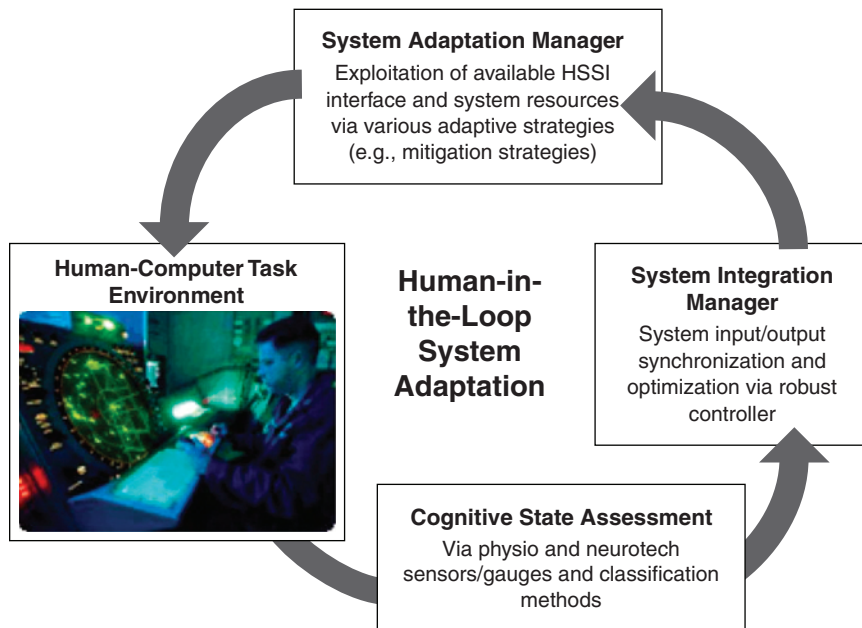 System Adaptation Manager
Exploitation of available HSSI
interface and system resources
via various adaptive strategies
(e.g., mitigation strategies)
Human-Computer Task
Environment
Human-in-
the-Loop
System
Adaptation
System Integration
Manager
System input/output
synchronization and
optimization via robust
controller
Cognitive State Assessment
Via physio and neurotech
sensors/gauges and classification
methods